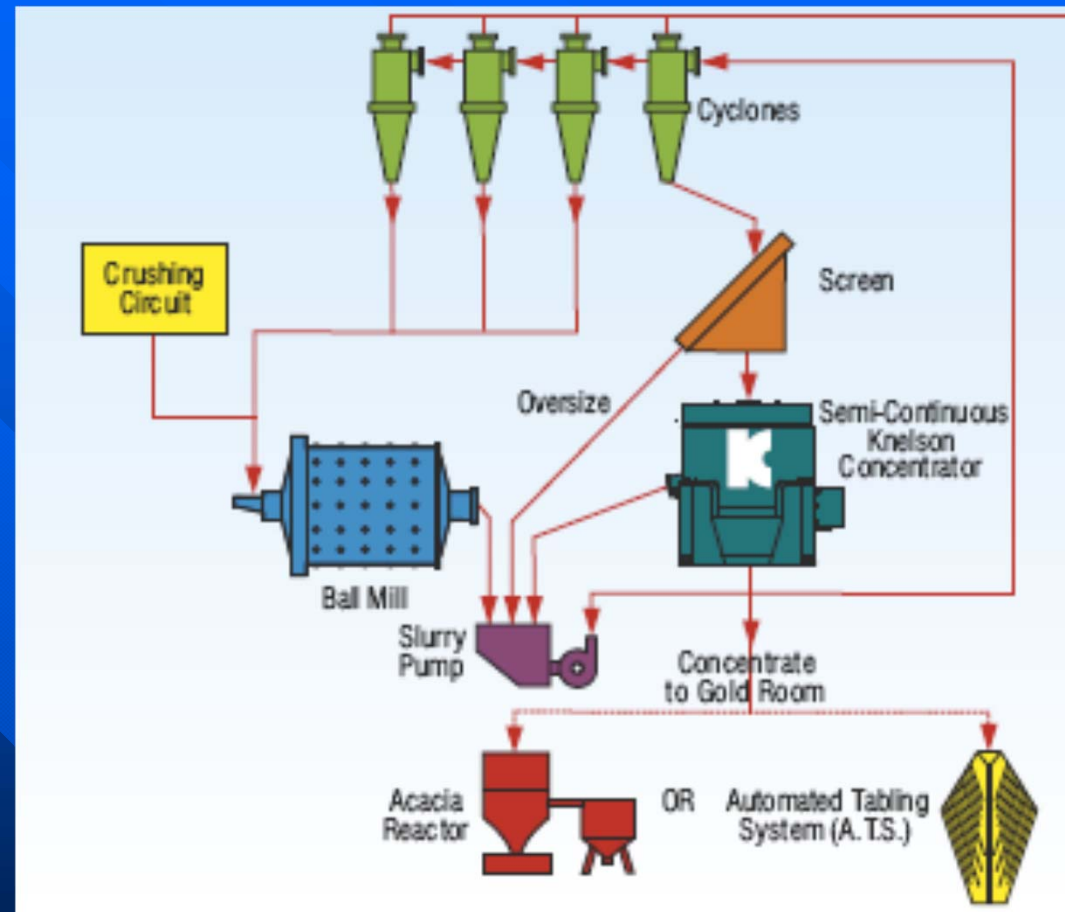 Cyclones
Crushing
Circuit
Screen
Oversize
Semi-Continuous
Knelson
Concentrator
Ball Mill
Slurry
Pump
Concentrate
to Gold Room
Acacia
Reactor
OR
Automated Tabling
System (A.T.S.)
K